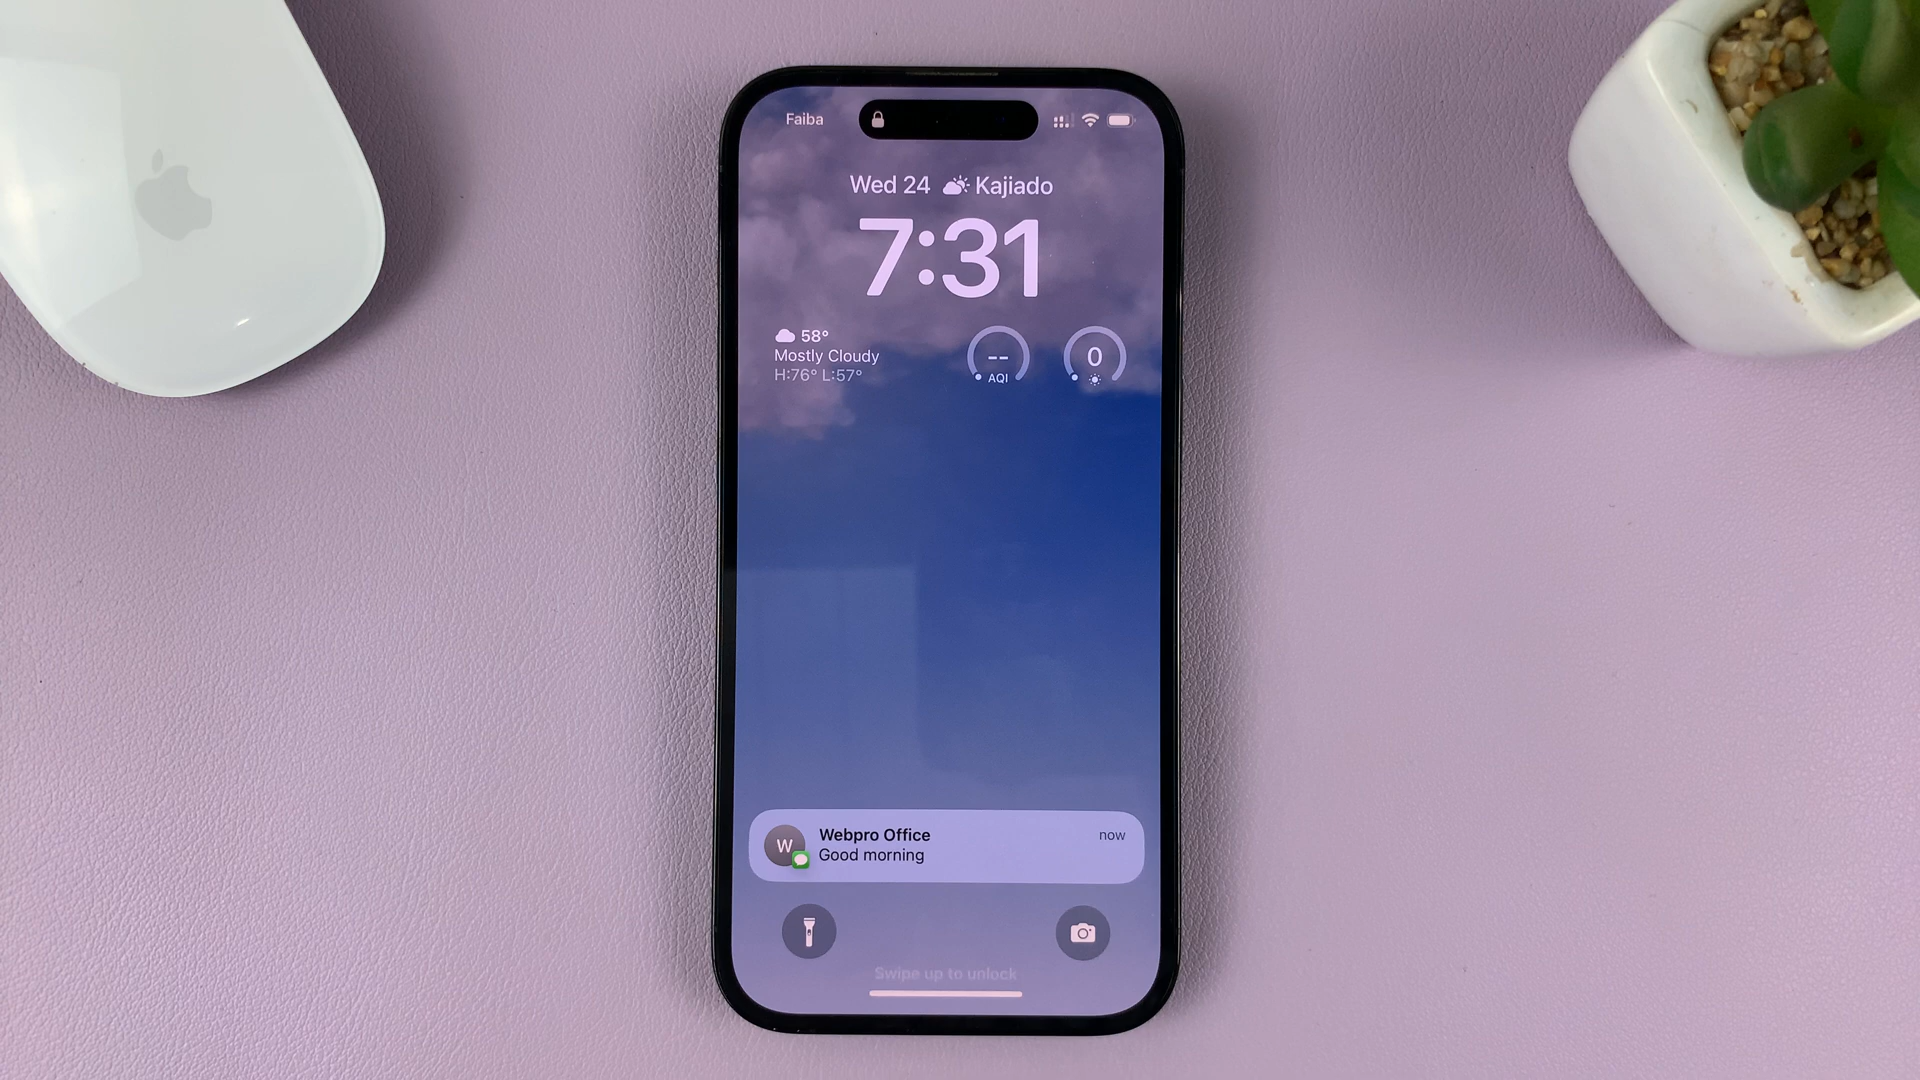 Faiba
Wed 24 Kajiado
7:31
58°
Mostly Cloudy
H:76° L:57°
--
AQI
0
W
Webpro Office
now
Good morning
Swipe up to unlock